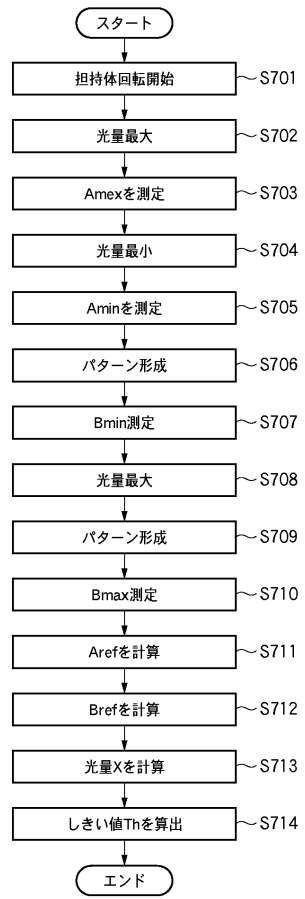 スタート
担持体回転開始 S701
光量最大 S702
Amexを測定 S703
光量最小 S704
Aminを測定 S705
パターン形成 S706
Bmin測定 S707
光量最大 S708
パターン形成 S709
Bmax測定 S710
Arefを計算 S711
Brefを計算 S712
光量Xを計算 S713
しきい値Thを算出 S714
エンド